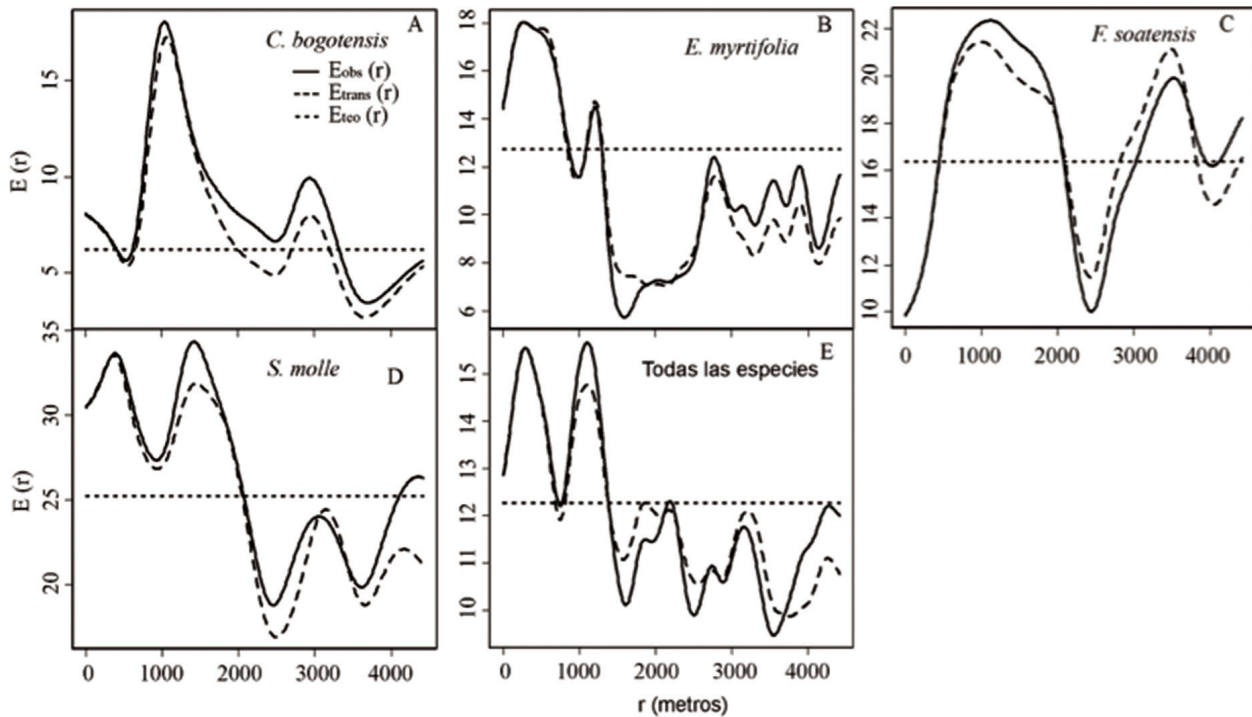 A
C. bogotensis
Eobs (r)
Etrans (r)
Eteo (r)
E (r)
15
10
5
B
E. myrtifolia
18
16
14
12
10
8
6
C
F. soatensis
22
20
18
16
14
12
10
0 1000 2000 3000 4000
D
S. molle
E (r)
35
30
25
20
0 1000 2000 3000 4000
E
Todas las especies
15
14
13
12
11
10
0 1000 2000 3000 4000
r (metros)